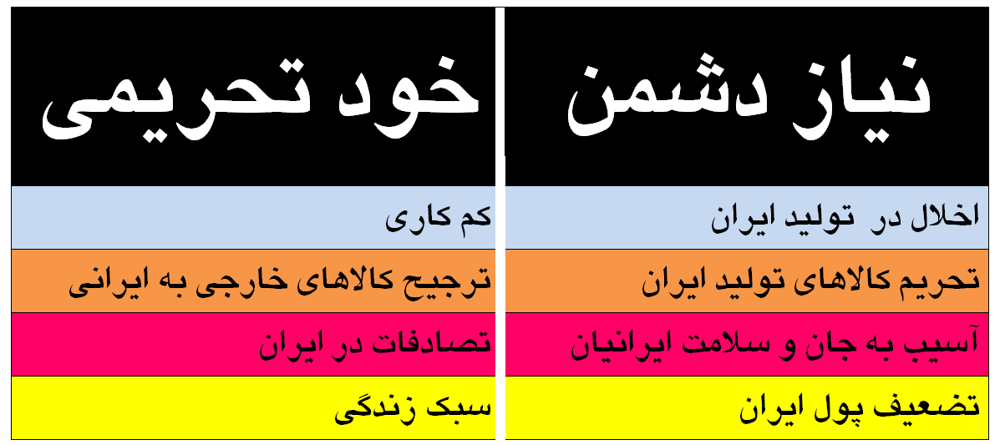 نیاز دشمن
خود تحریمی
اخلال در تولید ایران
کم کاری
تحریم کالاهای تولید ایران
ترجیح کالاهای خارجی به ایرانی
آسیب به جان و سلامت ایرانیان
تصادفات در ایران
تضعیف پول ایران
سبک زندگی